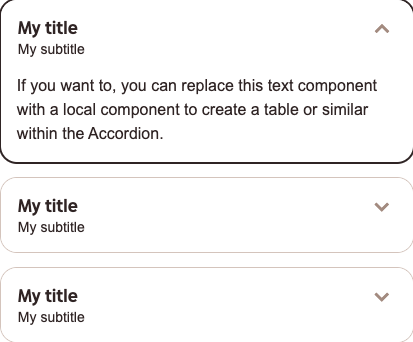 My title
My subtitle
If you want to, you can replace this text component
with a local component to create a table or similar
within the Accordion.
My title
My subtitle
My title
My subtitle